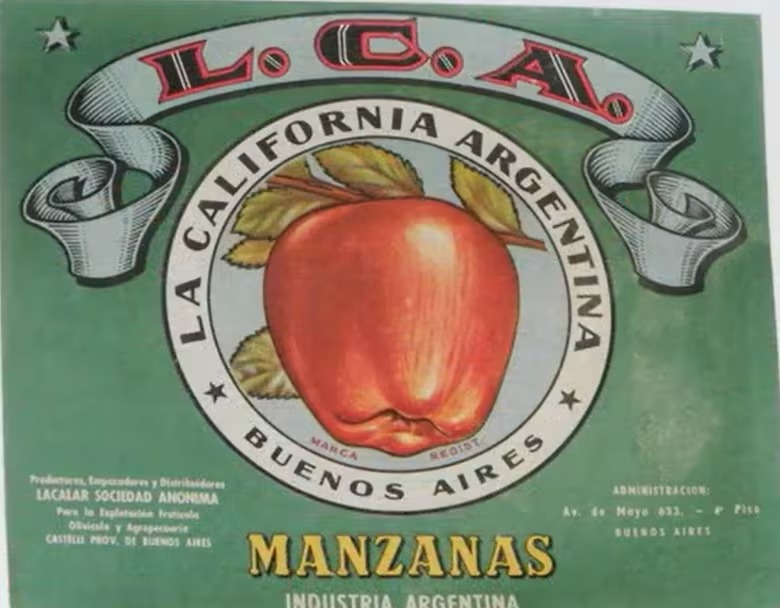 L. C. A.
LA CALIFORNIA ARGENTINA
BUENOS AIRES
MARCA REGIST.
Productores, Empacadores y Distribuidores
LACALAR SOCIEDAD ANONIMA
Para la Explotación Frutícola
Olivícola y Agropecuaria
CASTELLI PROV. DE BUENOS AIRES
ADMINISTRACION:
Av. de Mayo 633. - 4º Piso
BUENOS AIRES
MANZANAS
INDUSTRIA ARGENTINA